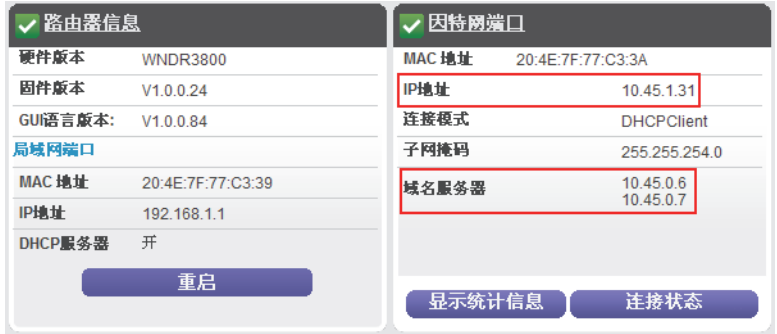 路由器信息
硬件版本 WNDR3800
固件版本 V1.0.0.24
GUI语言版本: V1.0.0.84
局域网端口
MAC 地址 20:4E:7F:77:C3:39
IP地址 192.168.1.1
DHCP服务器 开
重启
因特网端口
MAC 地址 20:4E:7F:77:C3:3A
IP地址 10.45.1.31
连接模式 DHCPClient
子网掩码 255.255.254.0
域名服务器 10.45.0.6
10.45.0.7
显示统计信息 连接状态